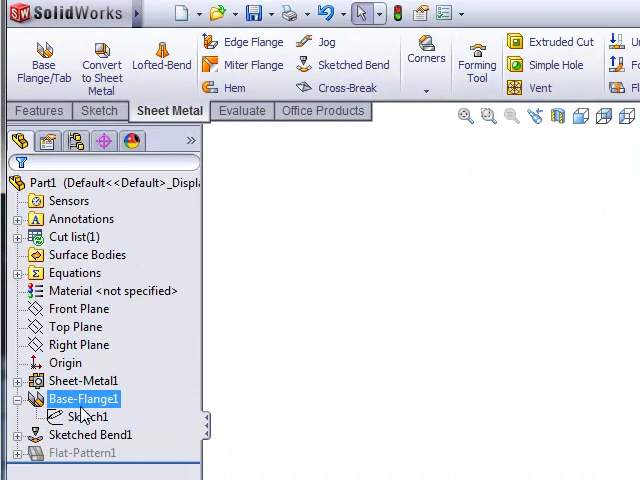 SW SOLIDWORKS
Base Flange/Tab
Convert to Sheet Metal
Lofted-Bend
Edge Flange
Miter Flange
Hem
Jog
Sketched Bend
Cross-Break
Corners
Forming Tool
Extruded Cut
Simple Hole
Vent
Features
Sketch
Sheet Metal
Evaluate
Office Products
Part1 (Default<<Default>_Displ
Sensors
Annotations
Cut list(1)
Surface Bodies
Equations
Material <not specified>
Front Plane
Top Plane
Right Plane
Origin
Sheet-Metal1
Base-Flange1
Sketch1
Sketched Bend1
Flat-Pattern1